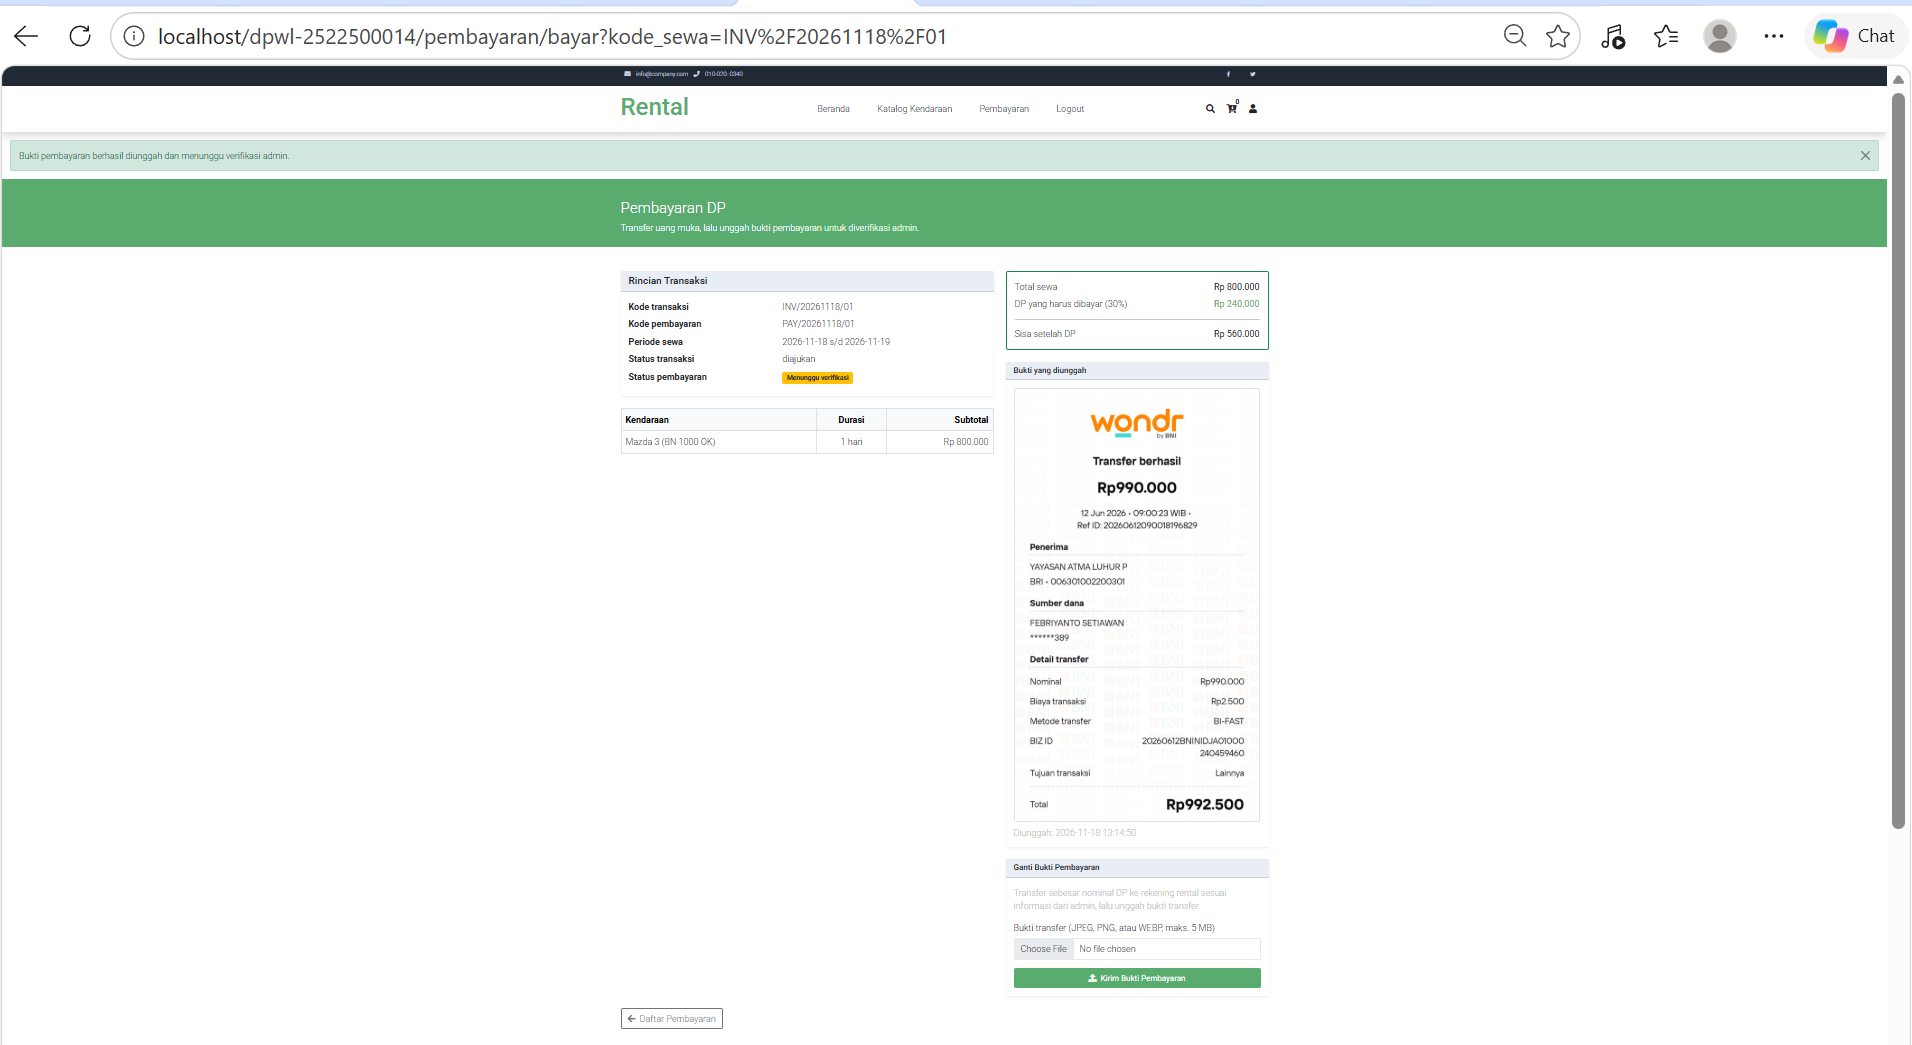 localhost/dpwl-2522500014/pembayaran/bayar?kode_sewa=INV%2F20261118%2F01
Chat
info@company.com 010-020-0340
Rental
Beranda Katalog Kendaraan Pembayaran Logout
0
Bukti pembayaran berhasil diunggah dan menunggu verifikasi admin.
Pembayaran DP
Transfer uang muka, lalu unggah bukti pembayaran untuk diverifikasi admin.
Rincian Transaksi
Kode transaksi INV/20261118/01
Kode pembayaran PAY/20261118/01
Periode sewa 2026-11-18 s/d 2026-11-19
Status transaksi diajukan
Status pembayaran Menunggu verifikasi
Kendaraan Durasi Subtotal
Mazda 3 (BN 1000 OK) 1 hari Rp 800.000
Total sewa Rp 800.000
DP yang harus dibayar (30%) Rp 240.000
Sisa setelah DP Rp 560.000
Bukti yang diunggah
wondr
by BNI
Transfer berhasil
Rp990.000
12 Jun 2026 • 09:00:23 WIB •
Ref ID: 20260612090018196829
Penerima
YAYASAN ATMA LUHUR P
BRI • 006301002200301
Sumber dana
FEBRIYANTO SETIAWAN
******389
Detail transfer
Nominal Rp990.000
Biaya transaksi Rp2.500
Metode transfer BI-FAST
BIZ ID 20260612BNINIDJA01000
240459460
Tujuan transaksi Lainnya
Total Rp992.500
Diunggah: 2026-11-18 13:14:50
Ganti Bukti Pembayaran
Transfer sebesar nominal DP ke rekening rental sesuai
informasi dari admin, lalu unggah bukti transfer.
Bukti transfer (JPEG, PNG, atau WEBP, maks. 5 MB)
Choose File No file chosen
Kirim Bukti Pembayaran
Daftar Pembayaran